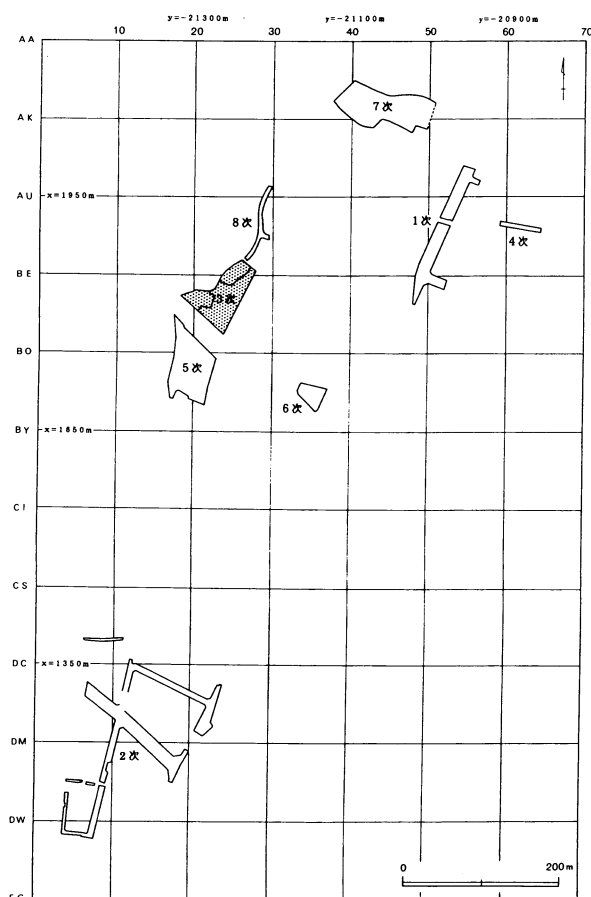 y=−21300m y=−21100m y=−20900m
AA 10 20 30 40 50 60 70
7次
AK
AU x=1950m
8次 1次 4次
BE
3次
BO
5次
6次
BY x=1650m
CI
CS
DC x=1350m
DM
2次
DW
0 200m